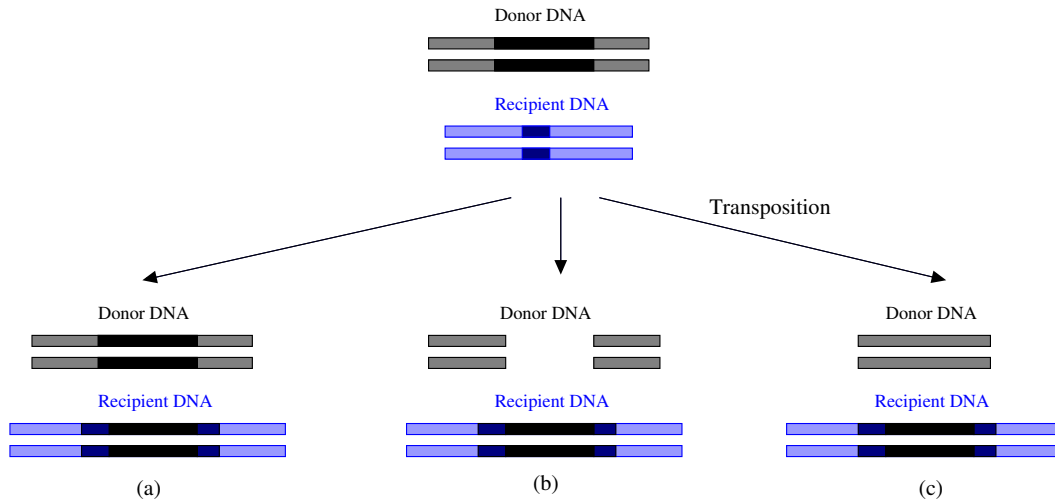 Donor DNA
Recipient DNA
Transposition
Donor DNA
Donor DNA
Donor DNA
Recipient DNA
Recipient DNA
Recipient DNA
(a)
(b)
(c)